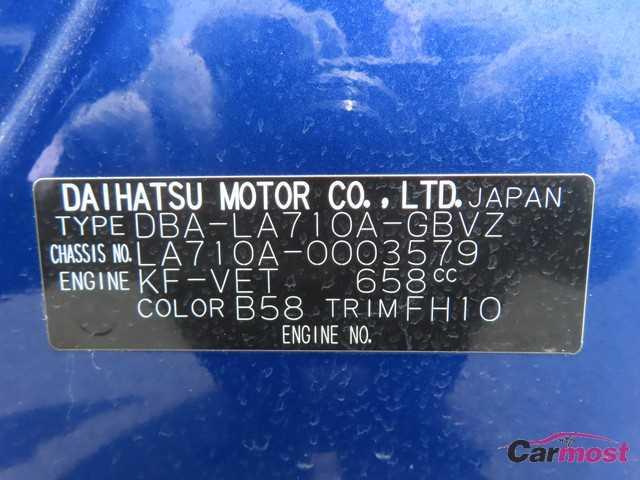 DAIHATSU MOTOR CO., LTD. JAPAN
TYPE DBA-LA710A-GBVZ
CHASSIS NO. LA710A-0003579
ENGINE KF-VET 658CC
COLOR B58 TRIM FH10
ENGINE NO.
Carmost